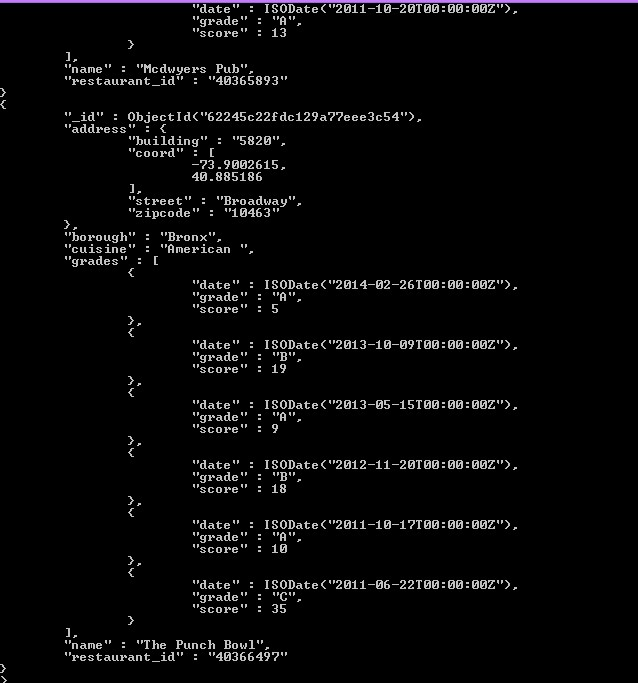 "date" : ISODate("2011-10-20T00:00:00Z"),
"grade" : "A",
"score" : 13
}
],
"name" : "Mcdwyers Pub",
"restaurant_id" : "40365893"
}
{
"_id" : ObjectId("62245c22fdc129a77eee3c54"),
"address" : {
"building" : "5820",
"coord" : [
-73.9002615,
40.885186
],
"street" : "Broadway",
"zipcode" : "10463"
},
"borough" : "Bronx",
"cuisine" : "American ",
"grades" : [
{
"date" : ISODate("2014-02-26T00:00:00Z"),
"grade" : "A",
"score" : 5
},
{
"date" : ISODate("2013-10-09T00:00:00Z"),
"grade" : "B",
"score" : 19
},
{
"date" : ISODate("2013-05-15T00:00:00Z"),
"grade" : "A",
"score" : 9
},
{
"date" : ISODate("2012-11-20T00:00:00Z"),
"grade" : "B",
"score" : 18
},
{
"date" : ISODate("2011-10-17T00:00:00Z"),
"grade" : "A",
"score" : 10
},
{
"date" : ISODate("2011-06-22T00:00:00Z"),
"grade" : "C",
"score" : 35
}
],
"name" : "The Punch Bowl",
"restaurant_id" : "40366497"
}
>